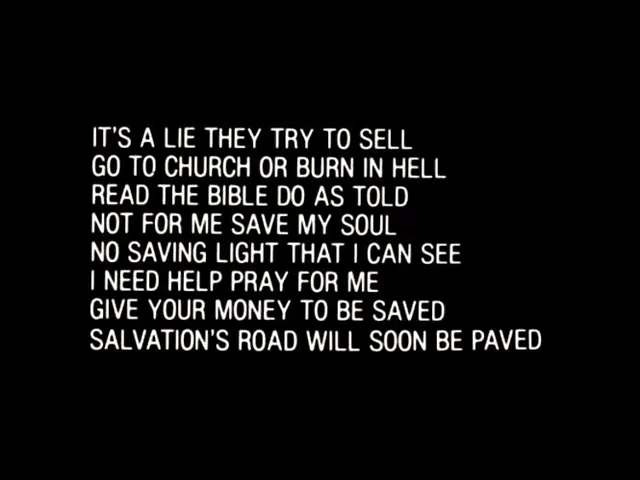 IT'S A LIE THEY TRY TO SELL
GO TO CHURCH OR BURN IN HELL
READ THE BIBLE DO AS TOLD
NOT FOR ME SAVE MY SOUL
NO SAVING LIGHT THAT I CAN SEE
I NEED HELP PRAY FOR ME
GIVE YOUR MONEY TO BE SAVED
SALVATION'S ROAD WILL SOON BE PAVED